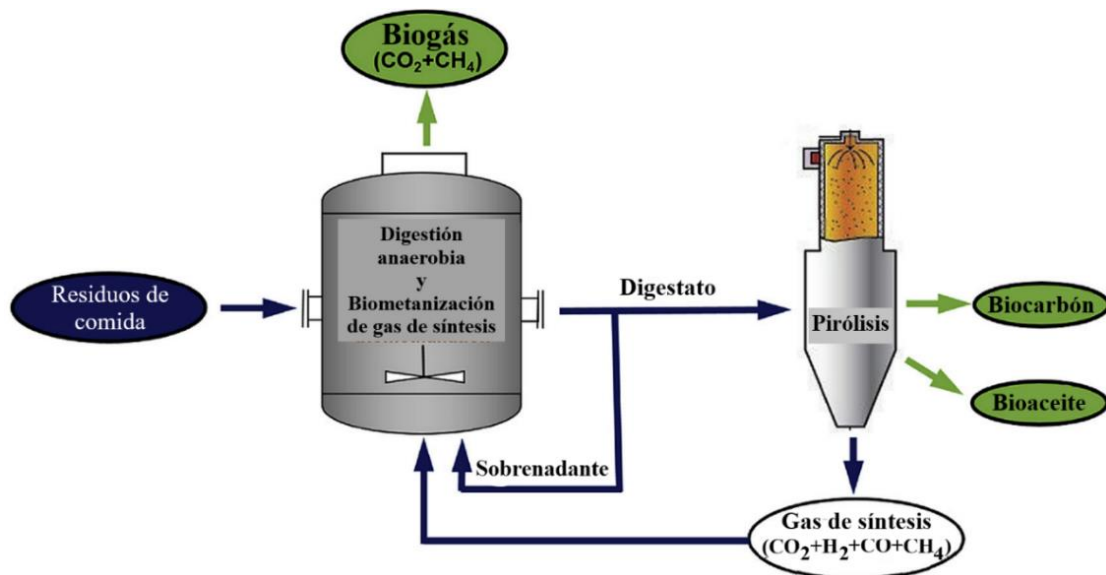 Biogás
(CO₂+CH₄)
Digestión
anaerobia
y
Biometanización
de gas de síntesis
Residuos de
comida
Digestato
Pirólisis
Biocarbón
Bioaceite
Sobrenadante
Gas de síntesis
(CO₂+H₂+CO+CH₄)